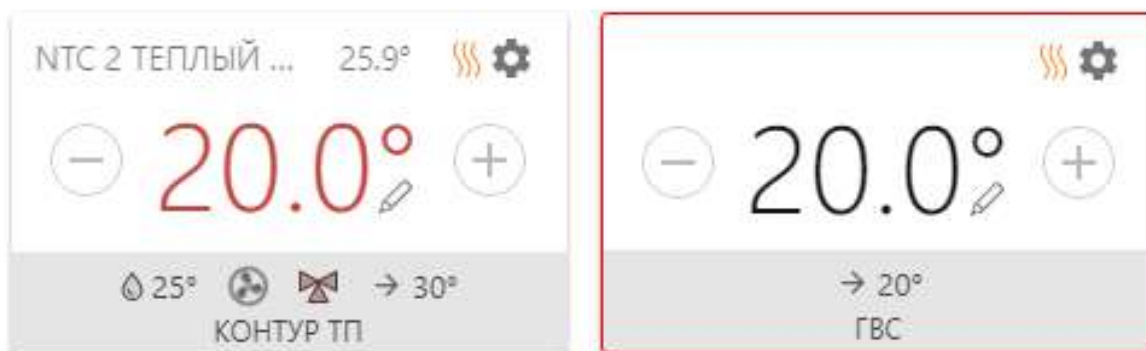 NTC 2 ТЕПЛЫЙ ... 25.9°
20.0°
25° → 30°
КОНТУР ТП
20.0°
→ 20°
ГВС